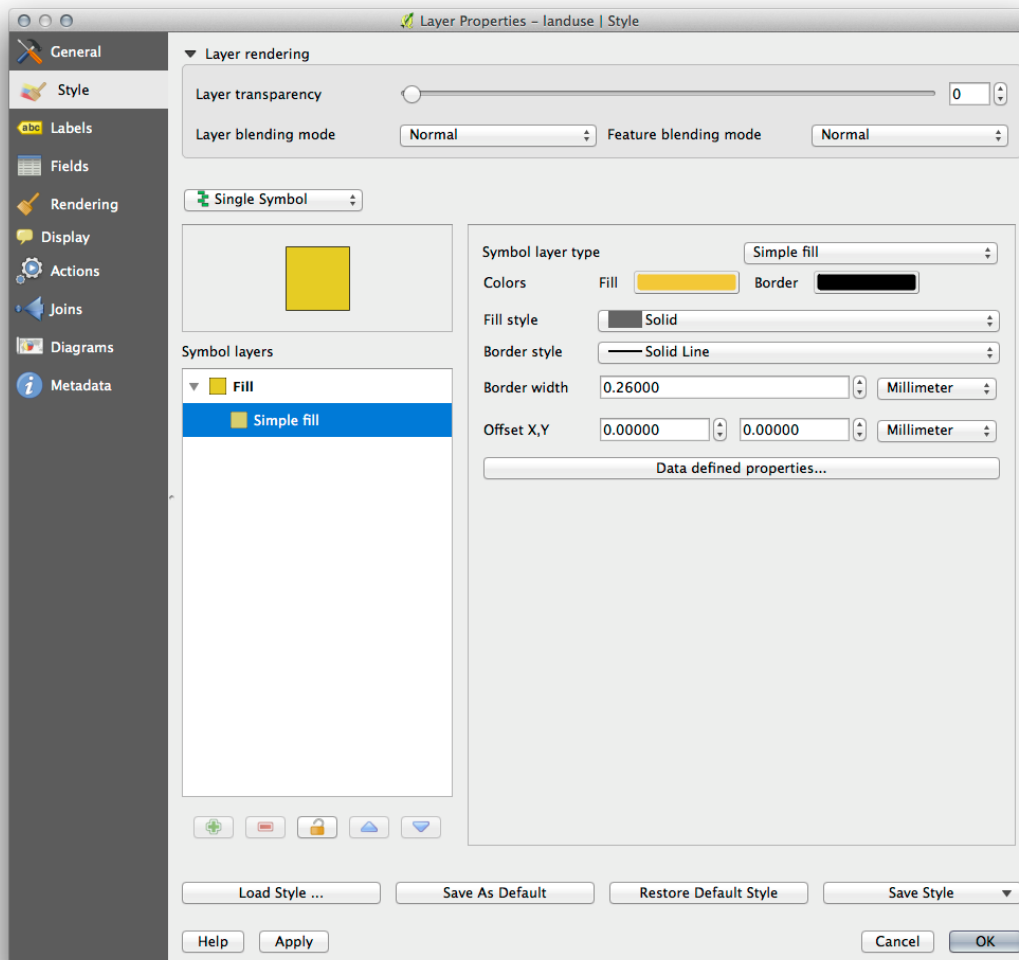 Layer Properties – landuse | Style
General
Style
abc Labels
Fields
Rendering
Display
Actions
Joins
Diagrams
i Metadata
Layer rendering
Layer transparency 0
Layer blending mode Normal Feature blending mode Normal
Single Symbol
Symbol layers
Fill
Simple fill
Symbol layer type Simple fill
Colors Fill Border
Fill style Solid
Border style Solid Line
Border width 0.26000 Millimeter
Offset X,Y 0.00000 0.00000 Millimeter
Data defined properties...
Load Style ... Save As Default Restore Default Style Save Style
Help Apply Cancel OK